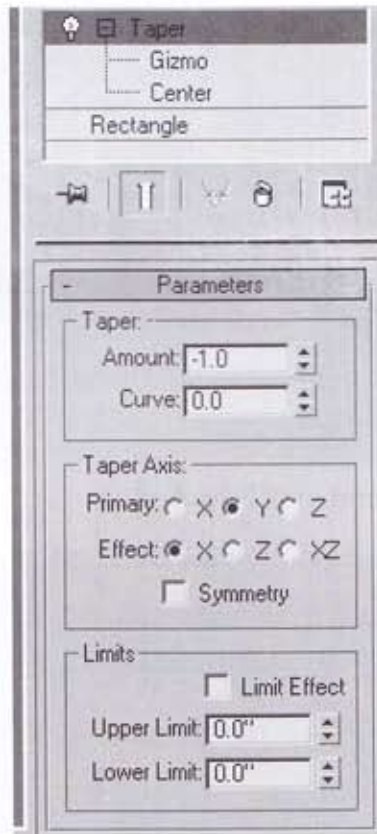 Taper
Gizmo
Center
Rectangle
- Parameters
Taper:
Amount: -1.0
Curve: 0.0
Taper Axis:
Primary: X Y Z
Effect: X Z XZ
Symmetry
Limits
Limit Effect
Upper Limit: 0.0"
Lower Limit: 0.0"